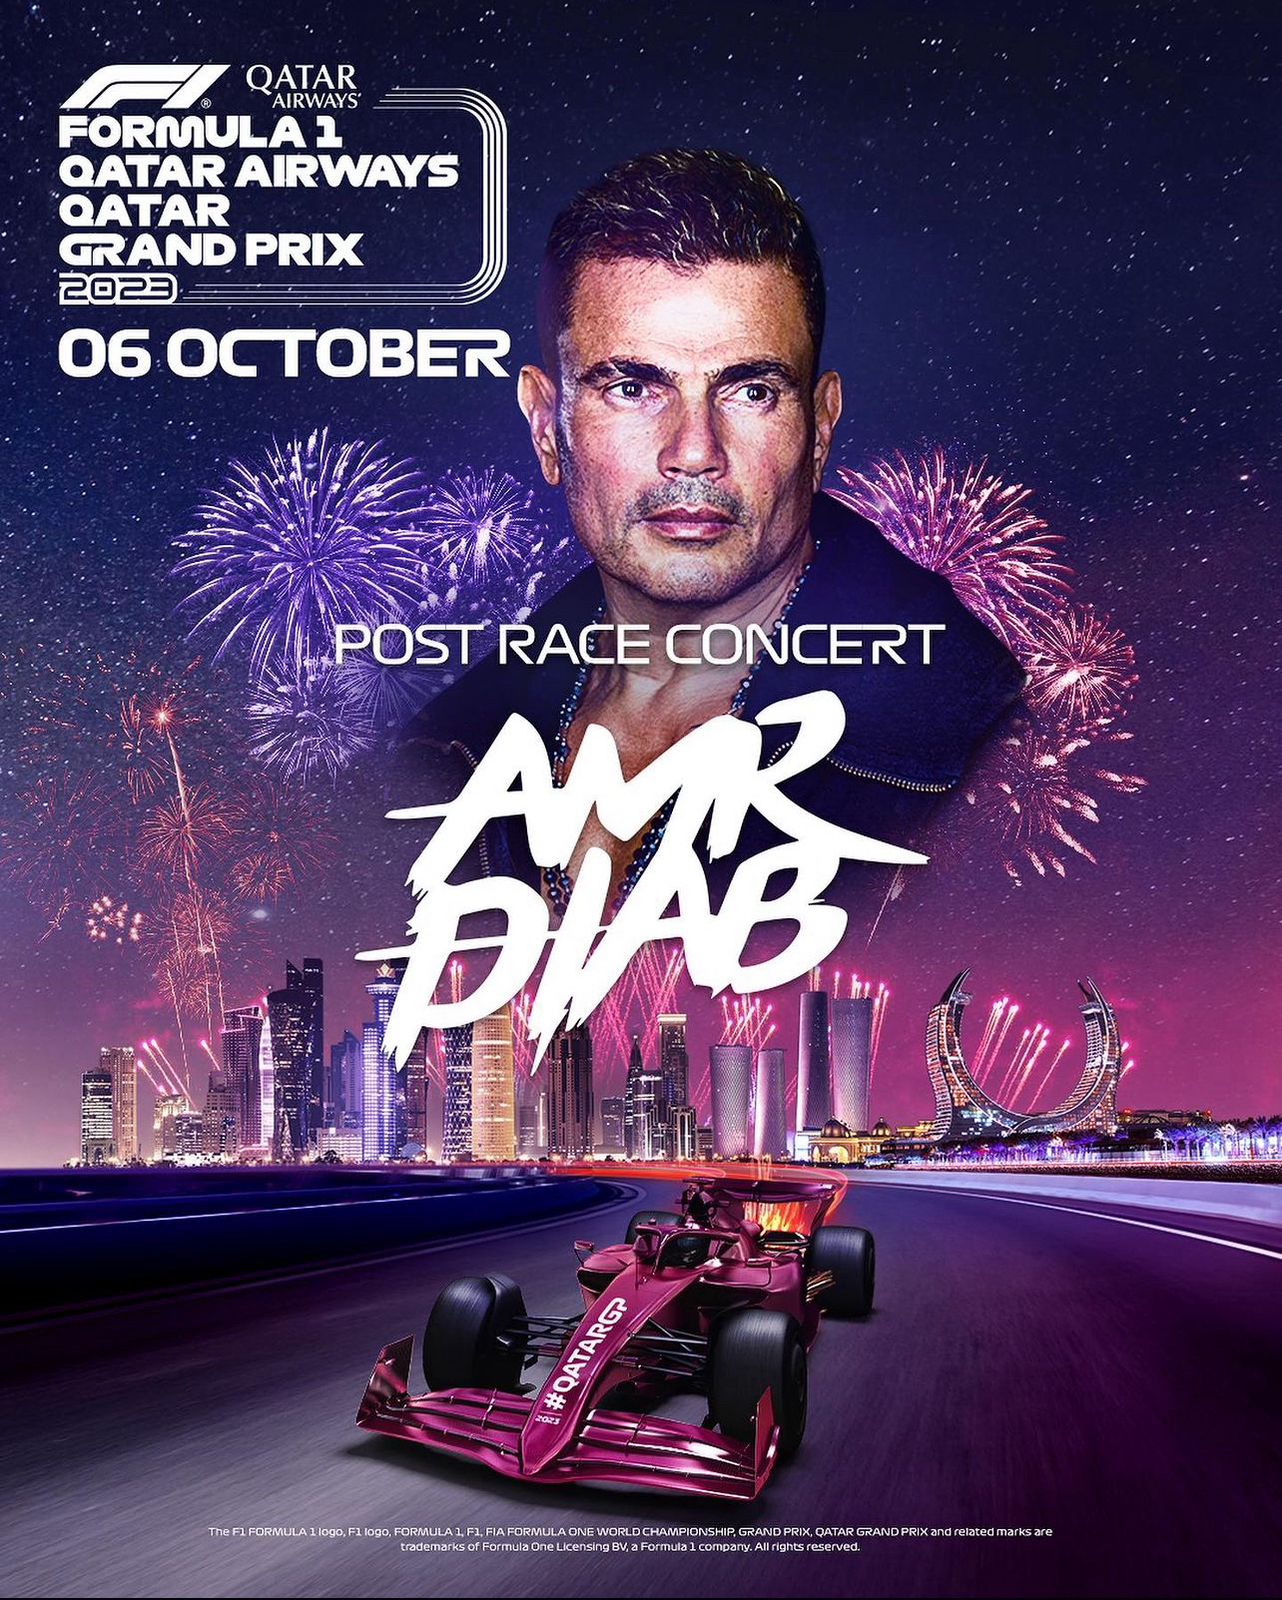 F1® QATAR
AIRWAYS
FORMULA 1
QATAR AIRWAYS
QATAR
GRAND PRIX
2023
06 OCTOBER
POST RACE CONCERT
AMR
DIAB
#QATARGP
2023
The F1 FORMULA 1 logo, F1 logo, FORMULA 1, F1, FIA FORMULA ONE WORLD CHAMPIONSHIP, GRAND PRIX, QATAR GRAND PRIX and related marks are
trademarks of Formula One Licensing BV, a Formula 1 company. All rights reserved.